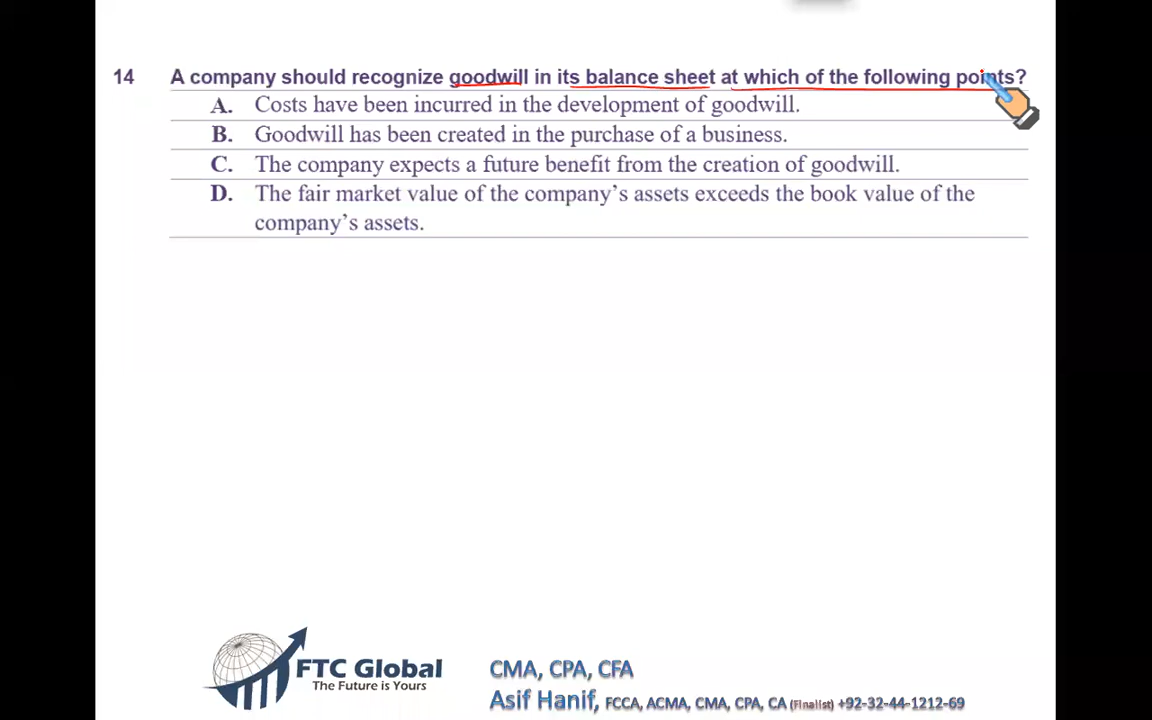 14 A company should recognize goodwill in its balance sheet at which of the following points?
A. Costs have been incurred in the development of goodwill.
B. Goodwill has been created in the purchase of a business.
C. The company expects a future benefit from the creation of goodwill.
D. The fair market value of the company's assets exceeds the book value of the
company's assets.
FTC Global
The Future is Yours
CMA, CPA, CFA
Asif Hanif, FCCA, ACMA, CMA, CPA, CA (Finalist) +92-32-44-1212-69